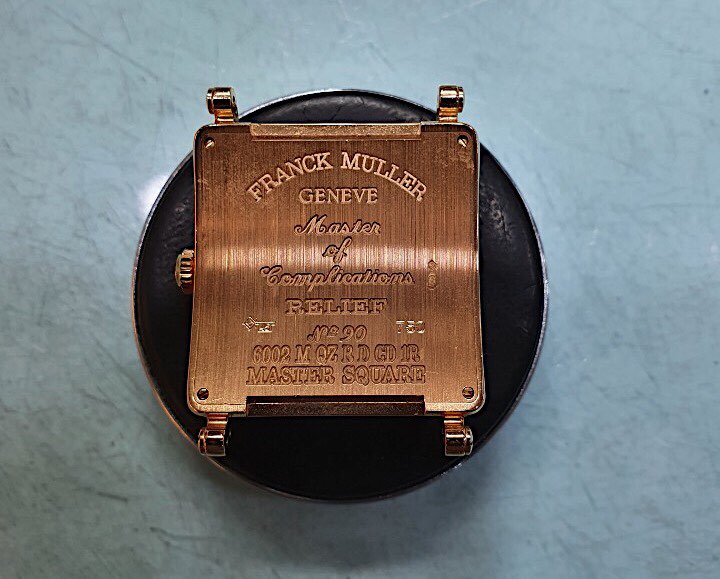 FRANCK MULLER
GENEVE
Master
of
Complications
RELIEF
750
No 90
6002 M QZ R D CD 1R
MASTER SQUARE